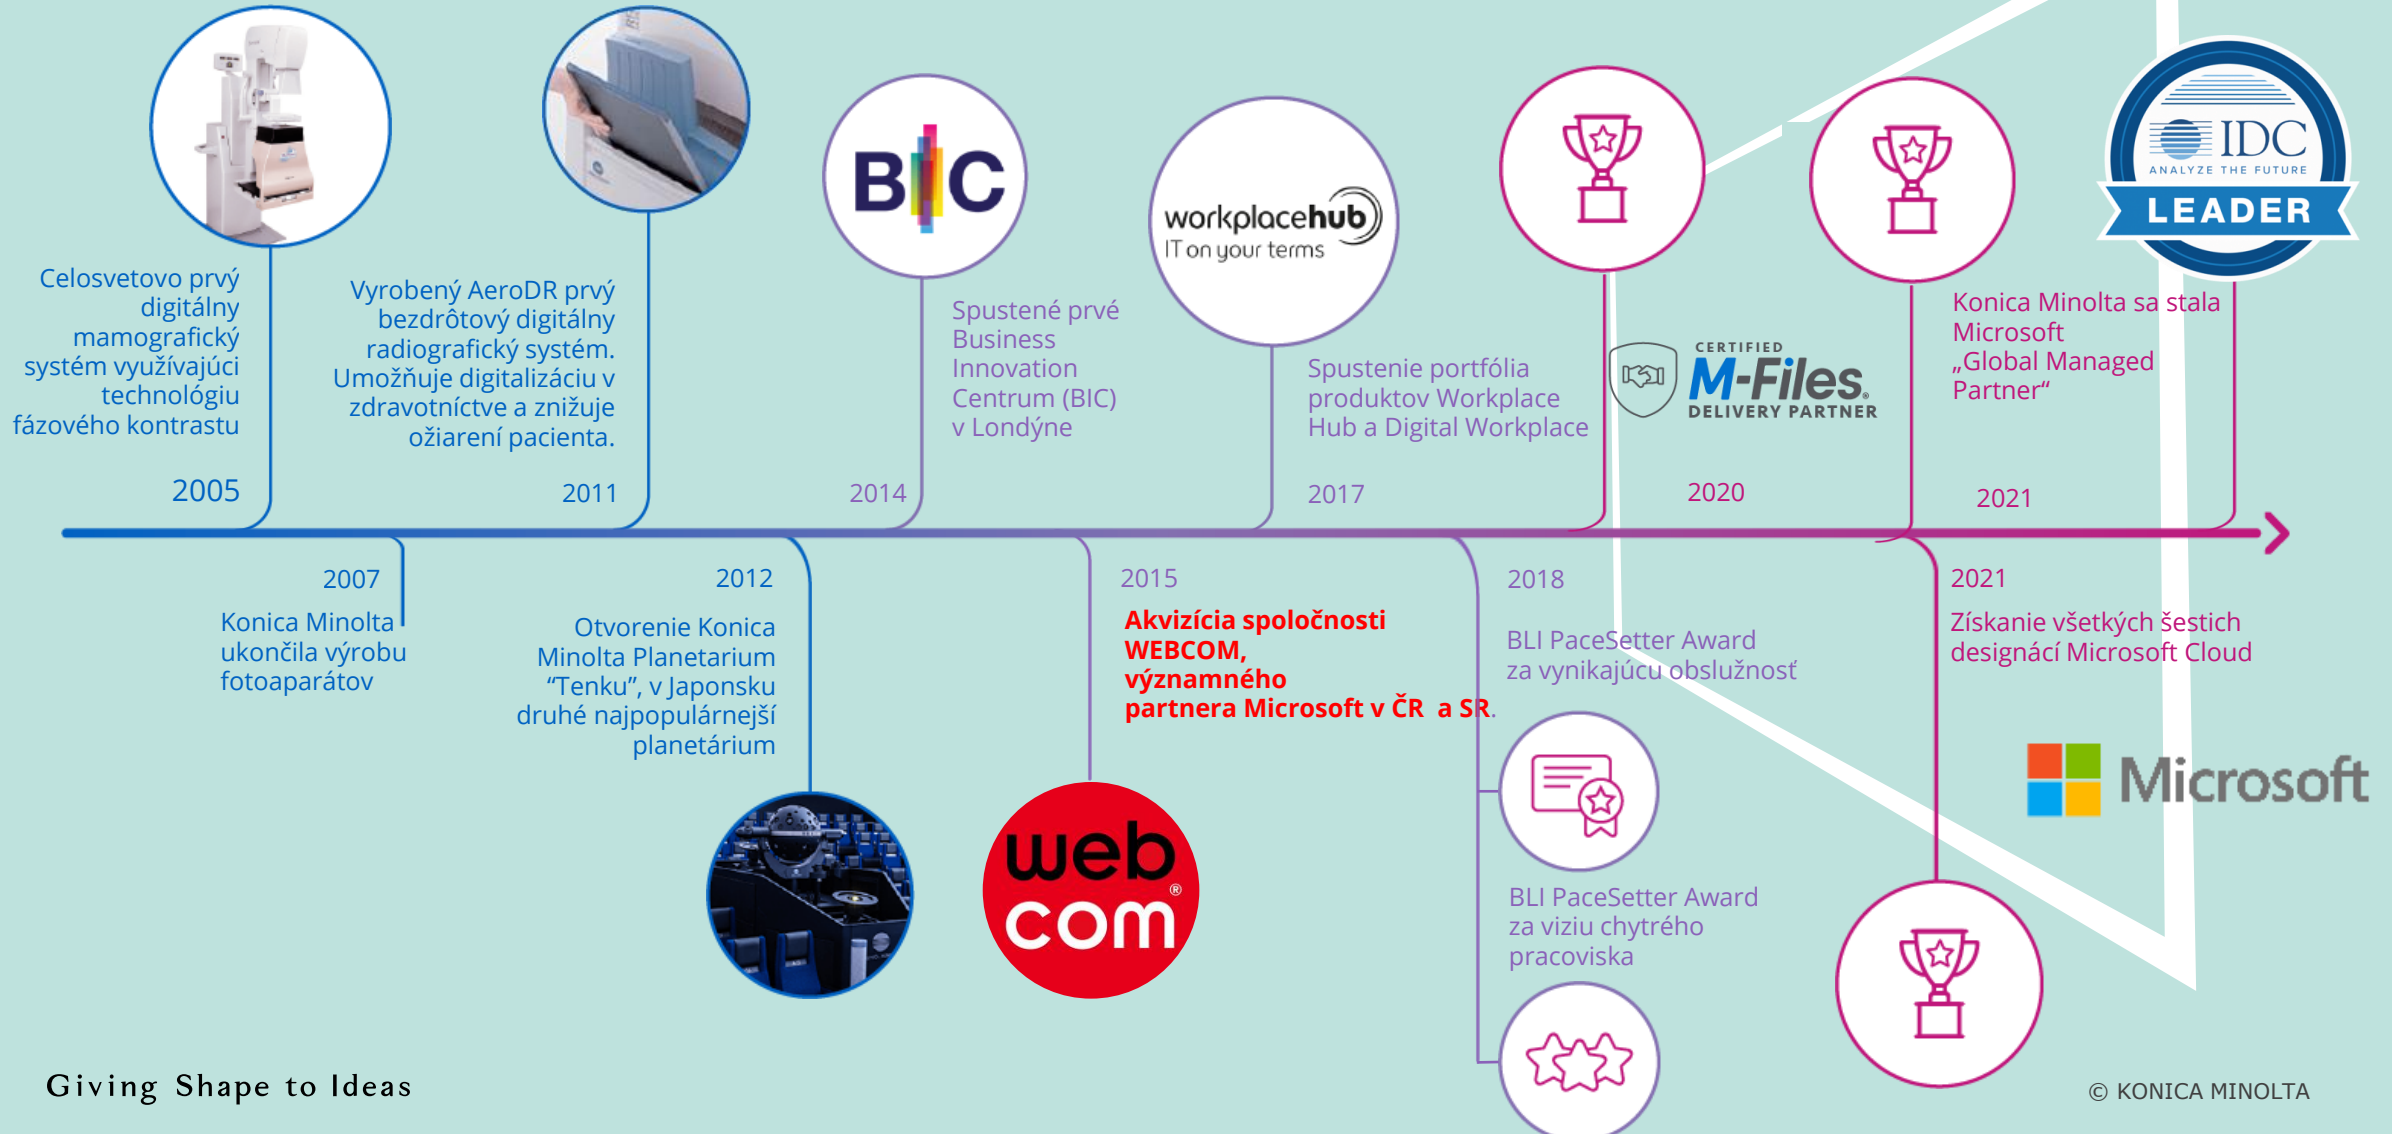 Celosvetovo prvý
digitálny
mamografický
systém využívajúci
technológiu
fázového kontrastu
2005
Vyrobený AeroDR prvý
bezdrôtový digitálny
radiografický systém.
Umožňuje digitalizáciu v
zdravotníctve a znižuje
ožiarení pacienta.
2011
BIC
Spustené prvé
Business
Innovation
Centrum (BIC)
v Londýne
2014
workplacehub
IT on your terms
Spustenie portfólia
produktov Workplace
Hub a Digital Workplace
2017
CERTIFIED
M-Files®
DELIVERY PARTNER
2020
IDC
ANALYZE THE FUTURE
LEADER
Konica Minolta sa stala
Microsoft
„Global Managed
Partner“
2021
2007
Konica Minolta
ukončila výrobu
fotoaparátov
2012
Otvorenie Konica
Minolta Planetarium
“Tenku”, v Japonsku
druhé najpopulárnejší
planetárium
2015
Akvizícia spoločnosti
WEBCOM,
významného
partnera Microsoft v ČR  a SR.
web
com®
2018
BLI PaceSetter Award
za vynikajúcu obslužnosť
BLI PaceSetter Award
za viziu chytrého
pracoviska
2021
Získanie všetkých šestich
designácí Microsoft Cloud
Microsoft
Giving Shape to Ideas
© KONICA MINOLTA